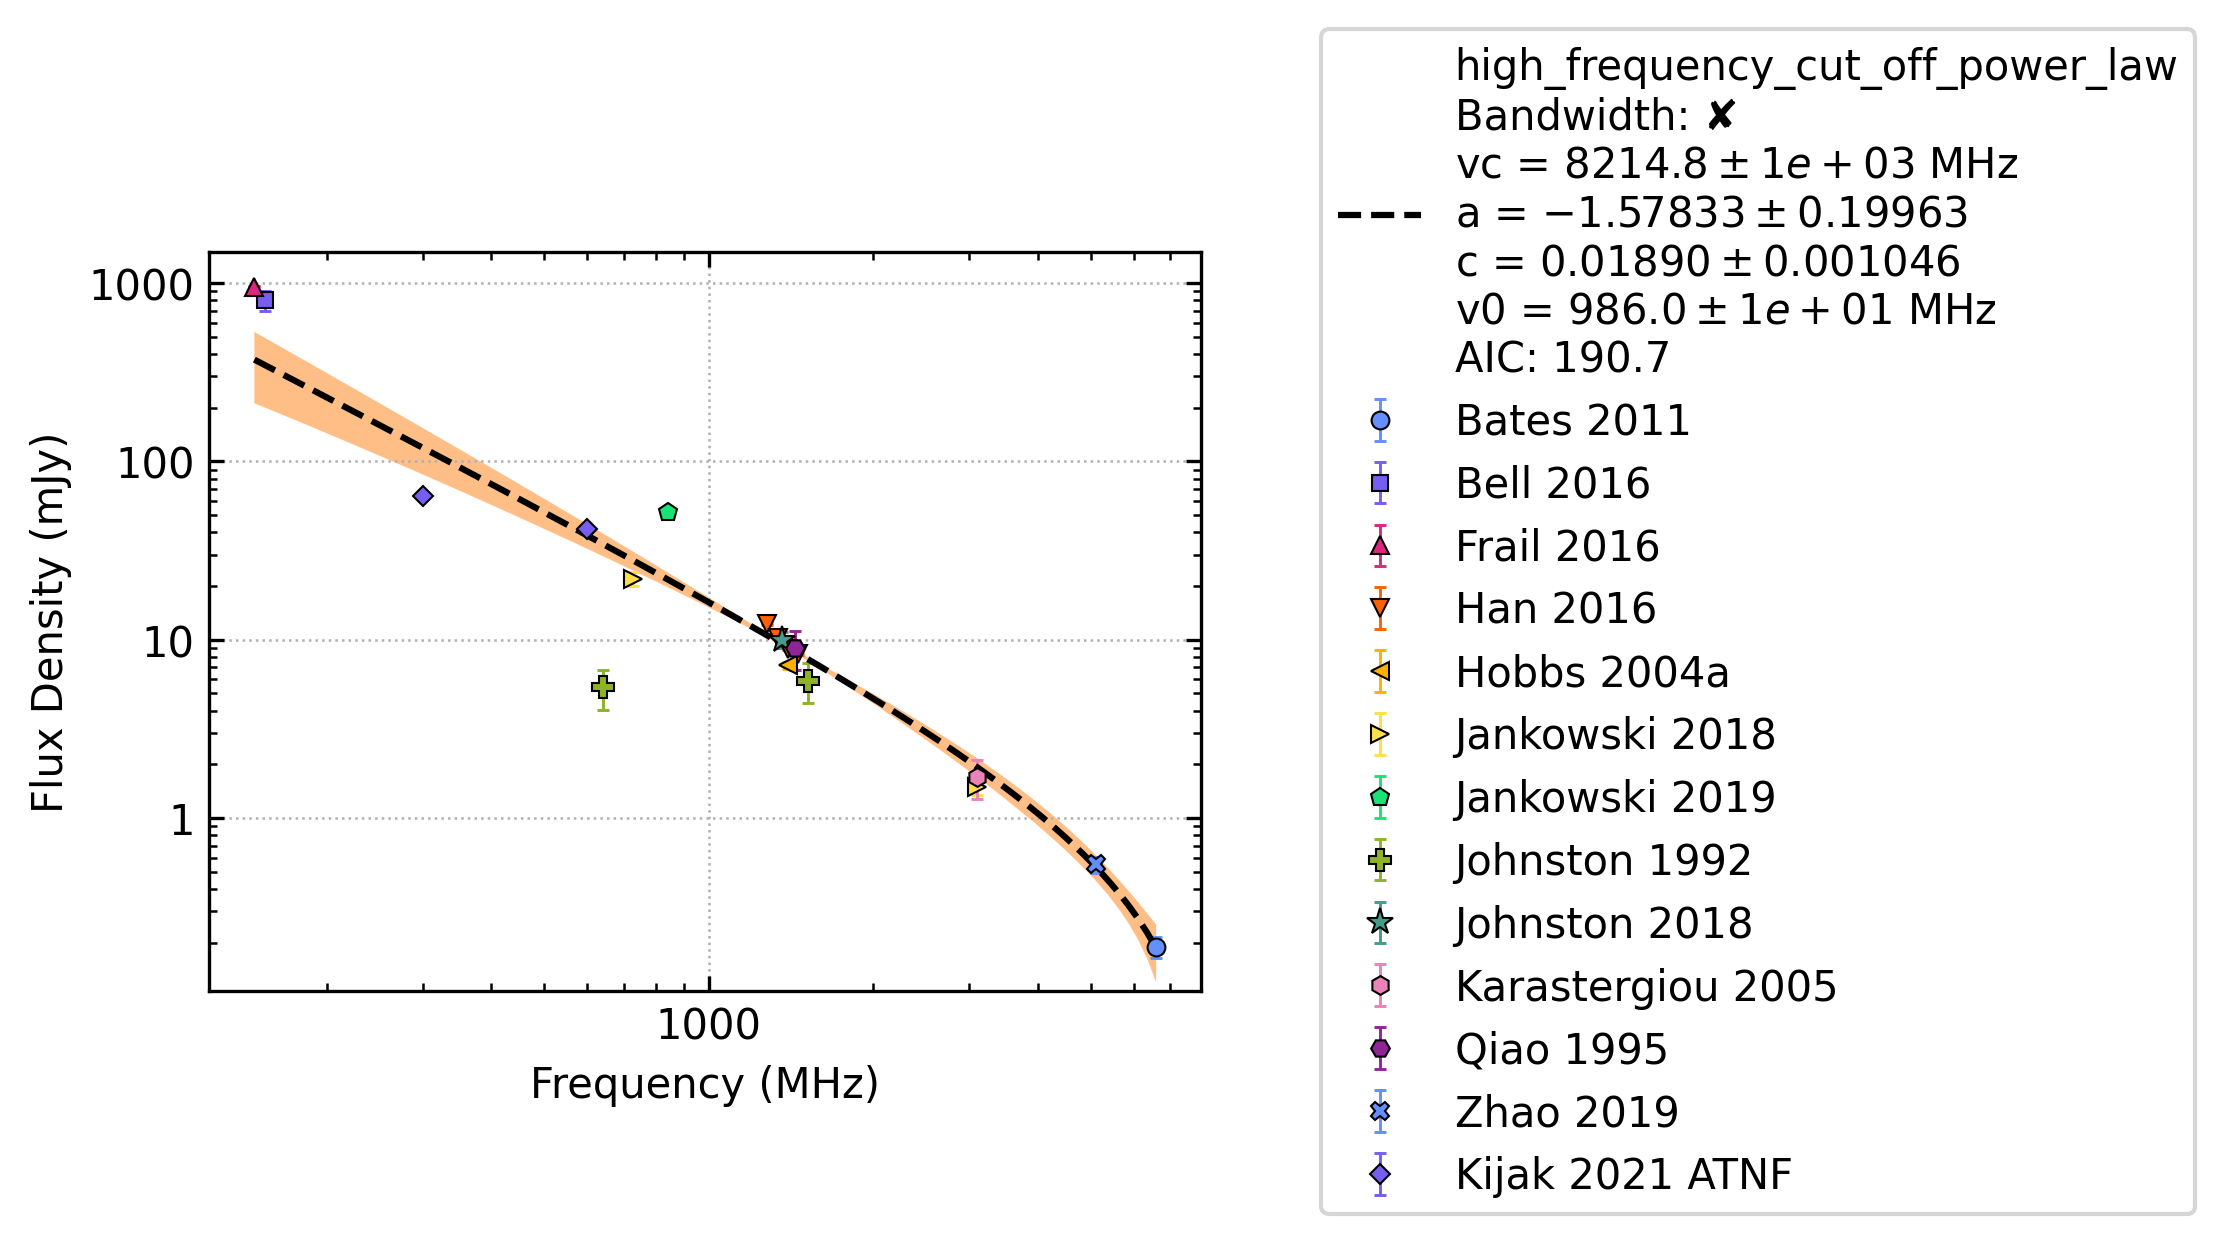 high_frequency_cut_off_power_law
Bandwidth: ✘
vc = 8214.8 ± 1e + 03 MHz
a = −1.57833 ± 0.19963
c = 0.01890 ± 0.001046
v0 = 986.0 ± 1e + 01 MHz
AIC: 190.7
Bates 2011
Bell 2016
Frail 2016
Han 2016
Hobbs 2004a
Jankowski 2018
Jankowski 2019
Johnston 1992
Johnston 2018
Karastergiou 2005
Qiao 1995
Zhao 2019
Kijak 2021 ATNF
1000
100
10
1
Flux Density (mJy)
1000
Frequency (MHz)